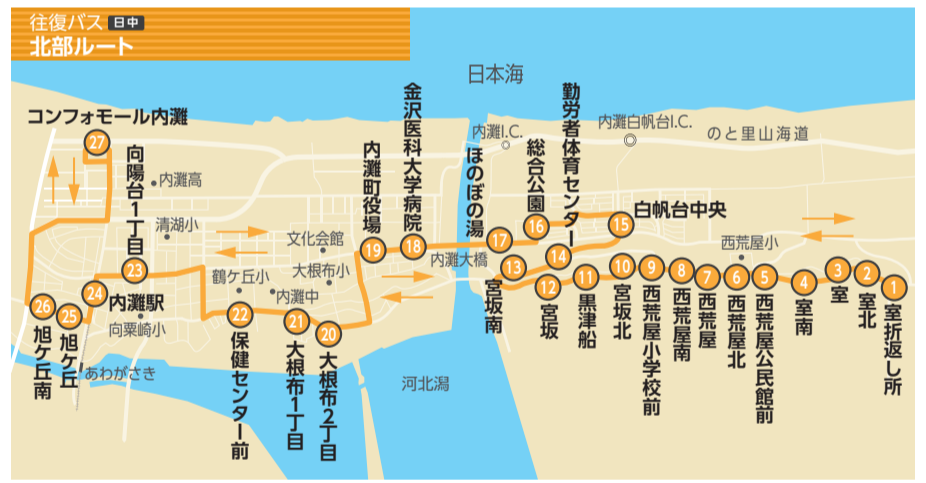 往復バス 日中
北部ルート
日本海
コンフォモール内灘
27
向陽台1丁目
内灘高
清湖小
23
24
内灘駅
向粟崎小
26
旭ケ丘南
25
旭ケ丘
あわがさき
鶴ケ丘小
22
保健センター前
内灘中
文化会館
大根布小
21
大根布1丁目
20
大根布2丁目
内灘町役場
19
金沢医科大学病院
18
内灘大橋
河北潟
ほのぼの湯
17
内灘I.C.
総合公園
16
勤労者体育センター
14
内灘白帆台I.C.
のと里山海道
15
白帆台中央
13
宮坂南
12
宮坂
11
黒津船
10
宮坂北
9
西荒屋小学校前
8
西荒屋南
7
西荒屋
西荒屋小
6
西荒屋北
5
西荒屋公民館前
4
室南
3
室
2
室北
1
室折返し所